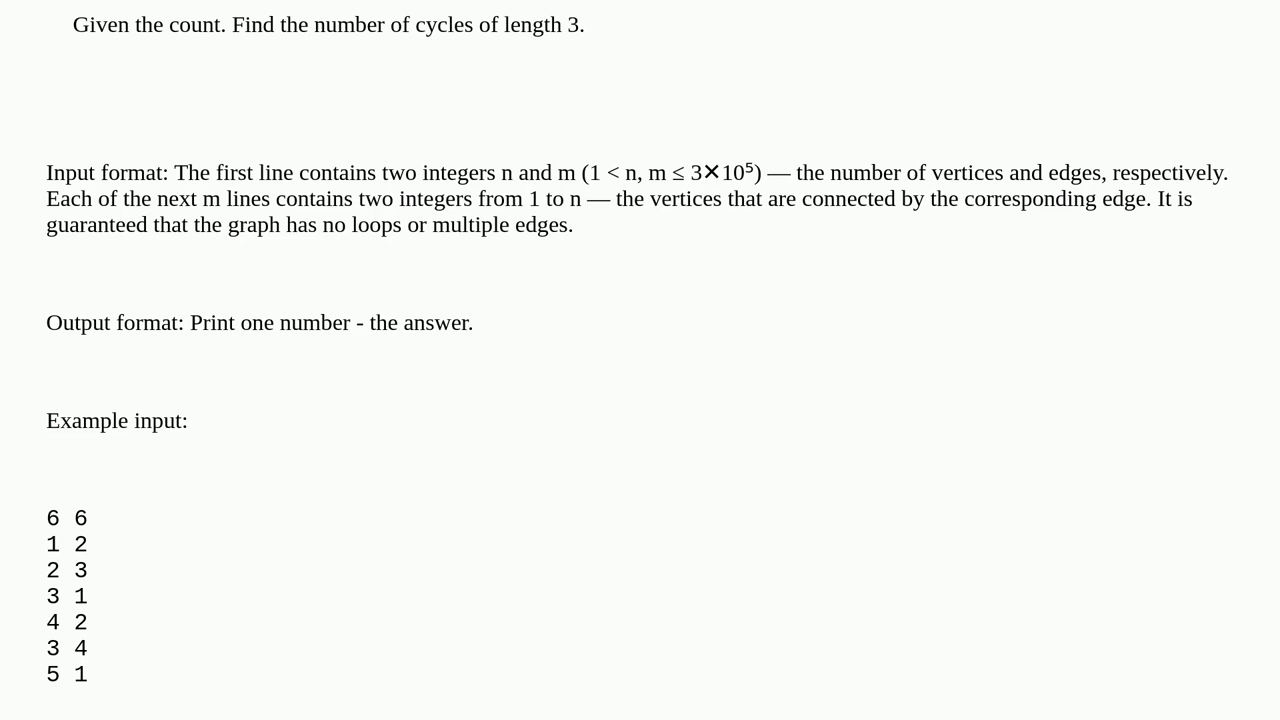 Given the count. Find the number of cycles of length 3.
Input format: The first line contains two integers n and m (1 < n, m ≤ 3✕10⁵) — the number of vertices and edges, respectively.
Each of the next m lines contains two integers from 1 to n — the vertices that are connected by the corresponding edge. It is
guaranteed that the graph has no loops or multiple edges.
Output format: Print one number - the answer.
Example input:
6 6
1 2
2 3
3 1
4 2
3 4
5 1